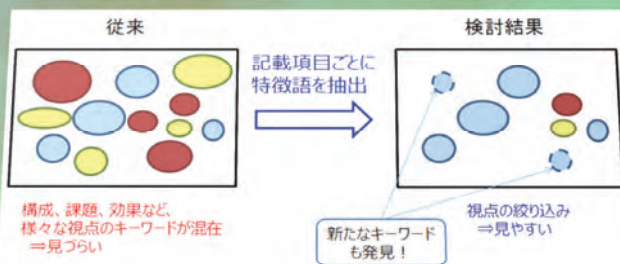 従来
検討結果
記載項目ごとに
特徴語を抽出
構成、課題、効果など、
様々な視点のキーワードが混在
⇒見づらい
新たなキーワード
も発見！
視点の絞り込み
⇒見やすい